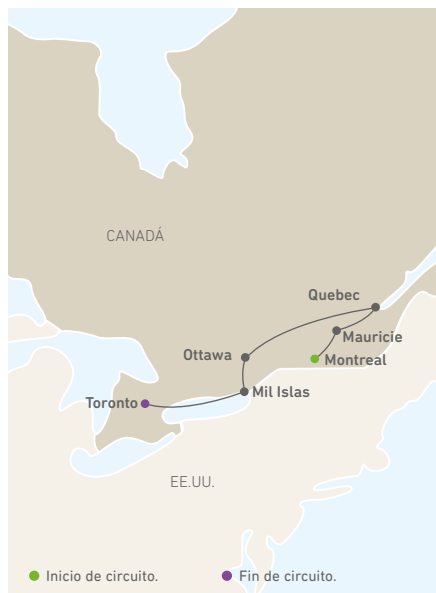 CANADÁ
Quebec
Mauricie
Ottawa
Montreal
Mil Islas
Toronto
EE.UU.
Inicio de circuito.
Fin de circuito.